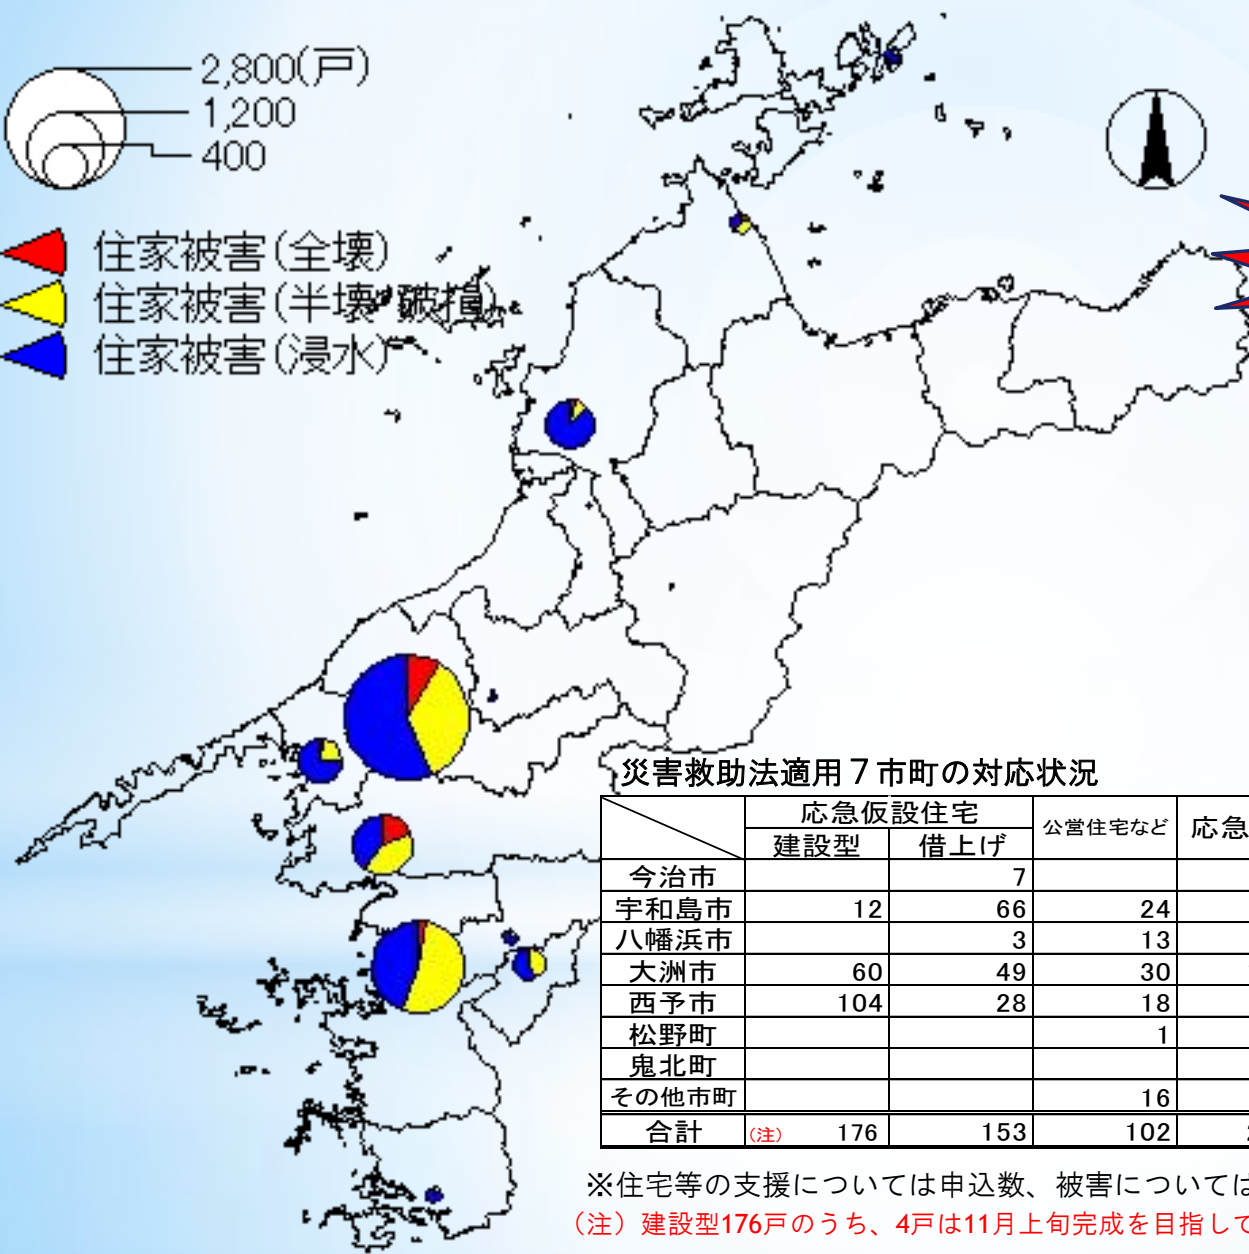 2,800(戸)
1,200
400
住家被害(全壊)
住家被害(半壊・破損)
住家被害(浸水)
災害救助法適用7市町の対応状況
応急仮設住宅 公営住宅など 応急
建設型 借上げ
今治市 7
宇和島市 12 66 24
八幡浜市 3 13
大洲市 60 49 30
西予市 104 28 18
松野町 1
鬼北町
その他市町 16
合計 (注) 176 153 102
※住宅等の支援については申込数、被害については
（注）建設型176戸のうち、4戸は11月上旬完成を目指して